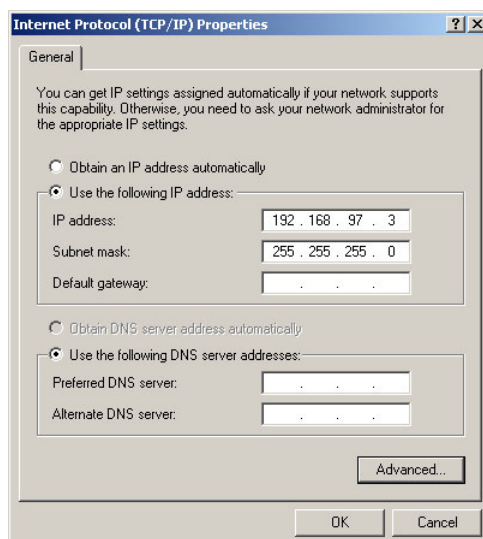 Internet Protocol (TCP/IP) Properties
General
You can get IP settings assigned automatically if your network supports
this capability. Otherwise, you need to ask your network administrator for
the appropriate IP settings.
Obtain an IP address automatically
Use the following IP address:
IP address: 192 . 168 . 97 . 3
Subnet mask: 255 . 255 . 255 . 0
Default gateway: . . .
Obtain DNS server address automatically
Use the following DNS server addresses:
Preferred DNS server: . . .
Alternate DNS server: . . .
Advanced...
OK Cancel